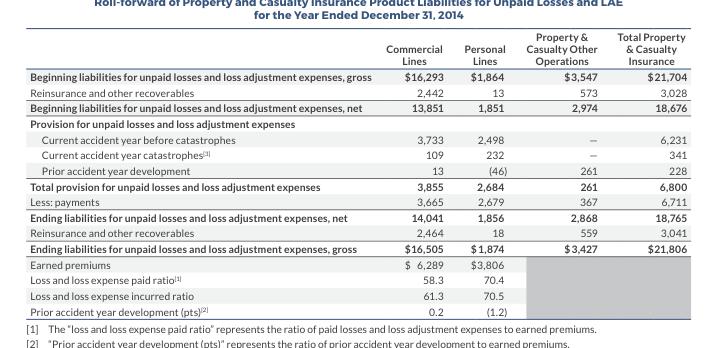 Roll-forward of Property and Casualty Insurance Product Liabilities for Unpaid Losses and LAE
for the Year Ended December 31, 2014
Commercial Lines Personal Lines Property & Casualty Other Operations Total Property & Casualty Insurance
Beginning liabilities for unpaid losses and loss adjustment expenses, gross $16,293 $1,864 $3,547 $21,704
Reinsurance and other recoverables 2,442 13 573 3,028
Beginning liabilities for unpaid losses and loss adjustment expenses, net 13,851 1,851 2,974 18,676
Provision for unpaid losses and loss adjustment expenses
Current accident year before catastrophes 3,733 2,498 — 6,231
Current accident year catastrophes[3] 109 232 — 341
Prior accident year development 13 (46) 261 228
Total provision for unpaid losses and loss adjustment expenses 3,855 2,684 261 6,800
Less: payments 3,665 2,679 367 6,711
Ending liabilities for unpaid losses and loss adjustment expenses, net 14,041 1,856 2,868 18,765
Reinsurance and other recoverables 2,464 18 559 3,041
Ending liabilities for unpaid losses and loss adjustment expenses, gross $16,505 $1,874 $3,427 $21,806
Earned premiums $ 6,289 $3,806
Loss and loss expense paid ratio[1] 58.3 70.4
Loss and loss expense incurred ratio 61.3 70.5
Prior accident year development (pts)[2] 0.2 (1.2)
[1] The "loss and loss expense paid ratio" represents the ratio of paid losses and loss adjustment expenses to earned premiums.
[2] "Prior accident year development (pts)" represents the ratio of prior accident year development to earned premiums.